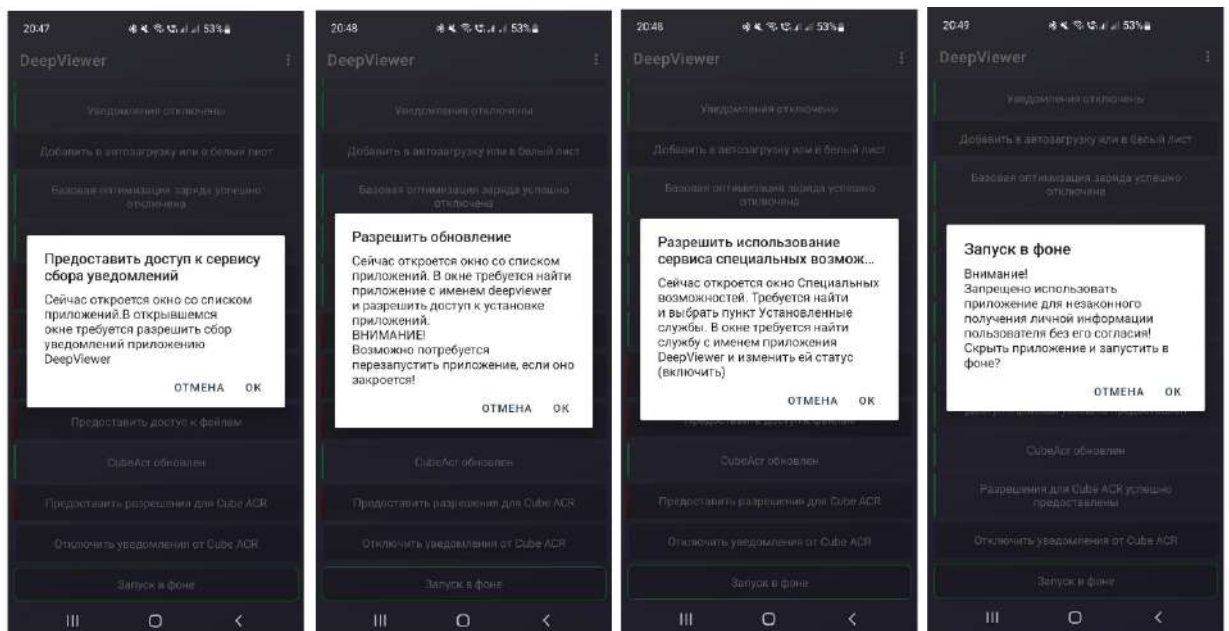 20:47
53%
DeepViewer
Уведомления отключены
Добавить в автозагрузку или в белый лист
Базовая оптимизация заряда успешно
отключена
Предоставить доступ к сервису
сбора уведомлений
Сейчас откроется окно со списком
приложений.В открывшемся
окне требуется разрешить сбор
уведомлений приложению
DeepViewer
ОТМЕНА OK
Предоставить доступ к файлам
CubeAcr обновлен
Предоставить разрешения для Cube ACR
Отключить уведомления от Cube ACR
Запуск в фоне
20:48
53%
DeepViewer
Уведомления отключены
Добавить в автозагрузку или в белый лист
Базовая оптимизация заряда успешно
отключена
Разрешить обновление
Сейчас откроется окно со списком
приложений. В окне требуется найти
приложение с именем deepviewer
и разрешить доступ к установке
приложений.
ВНИМАНИЕ!
Возможно потребуется
перезапустить приложение, если оно
закроется!
ОТМЕНА OK
CubeAcr обновлен
Предоставить разрешения для Cube ACR
Отключить уведомления от Cube ACR
Запуск в фоне
20:48
53%
DeepViewer
Уведомления отключены
Добавить в автозагрузку или в белый лист
Базовая оптимизация заряда успешно
отключена
Разрешить использование
сервиса специальных возмож...
Сейчас откроется окно Специальных
возможностей. Требуется найти
и выбрать пункт Установленные
службы. В окне требуется найти
службу с именем приложения
DeepViewer и изменить ей статус
(включить)
ОТМЕНА OK
Предоставить доступ к файлам
CubeAcr обновлен
Предоставить разрешения для Cube ACR
Отключить уведомления от Cube ACR
Запуск в фоне
20:49
53%
DeepViewer
Уведомления отключены
Добавить в автозагрузку или в белый лист
Базовая оптимизация заряда успешно
отключена
Запуск в фоне
Внимание!
Запрещено использовать
приложение для незаконного
получения личной информации
пользователя без его согласия!
Скрыть приложение и запустить в
фоне?
ОТМЕНА OK
CubeAcr обновлен
Разрешения для Cube ACR успешно
предоставлены
Отключить уведомления от Cube ACR
Запуск в фоне